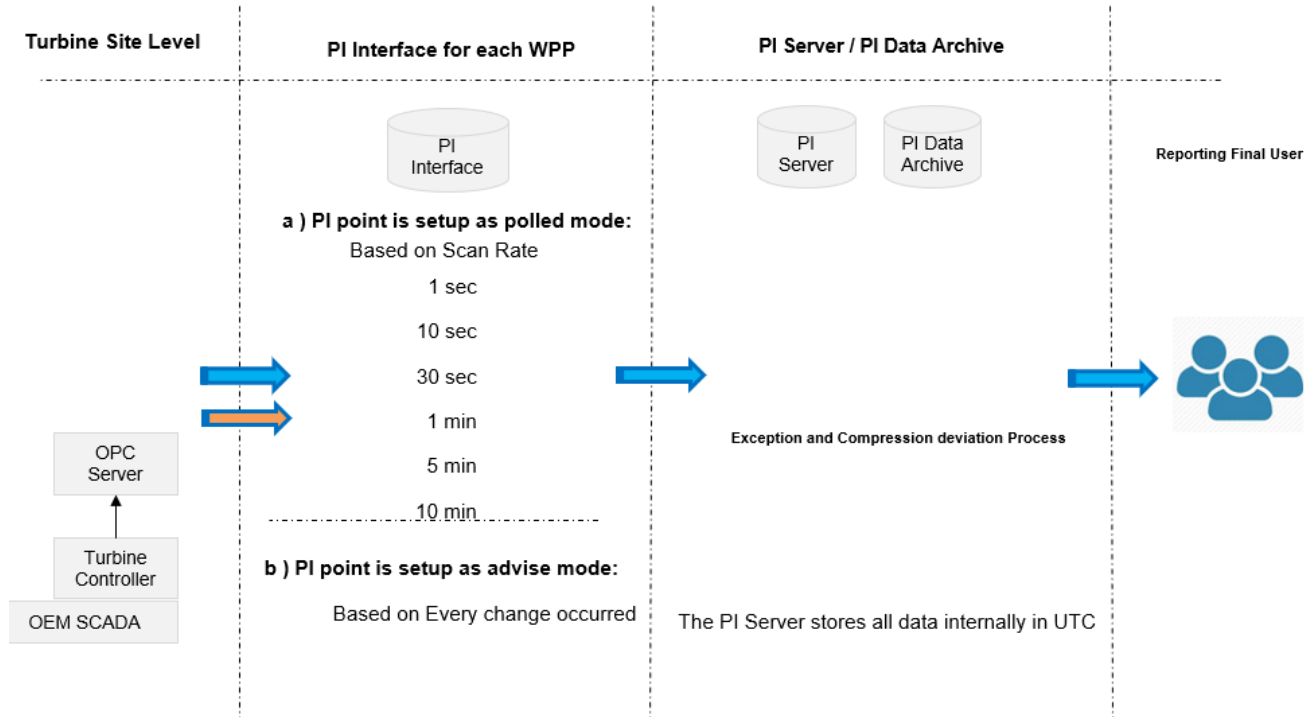 Turbine Site Level
PI Interface for each WPP
PI Server / PI Data Archive
PI
Interface
PI
Server
PI Data
Archive
Reporting Final User
a ) PI point is setup as polled mode:
Based on Scan Rate
1 sec
10 sec
30 sec
1 min
5 min
10 min
Exception and Compression deviation Process
OPC
Server
Turbine
Controller
OEM SCADA
b ) PI point is setup as advise mode:
Based on Every change occurred
The PI Server stores all data internally in UTC